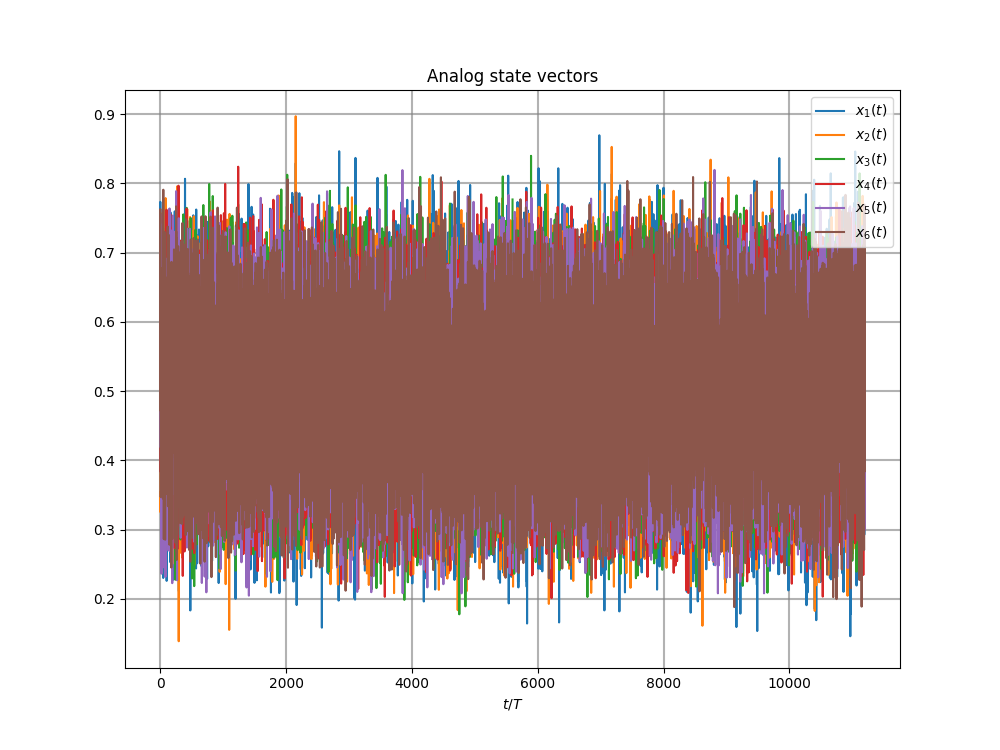 Analog state vectors
0.9
0.8
0.7
0.6
0.5
0.4
0.3
0.2
x₁(t)
x₂(t)
x₃(t)
x₄(t)
x₅(t)
x₆(t)
0 2000 4000 6000 8000 10000
t/T